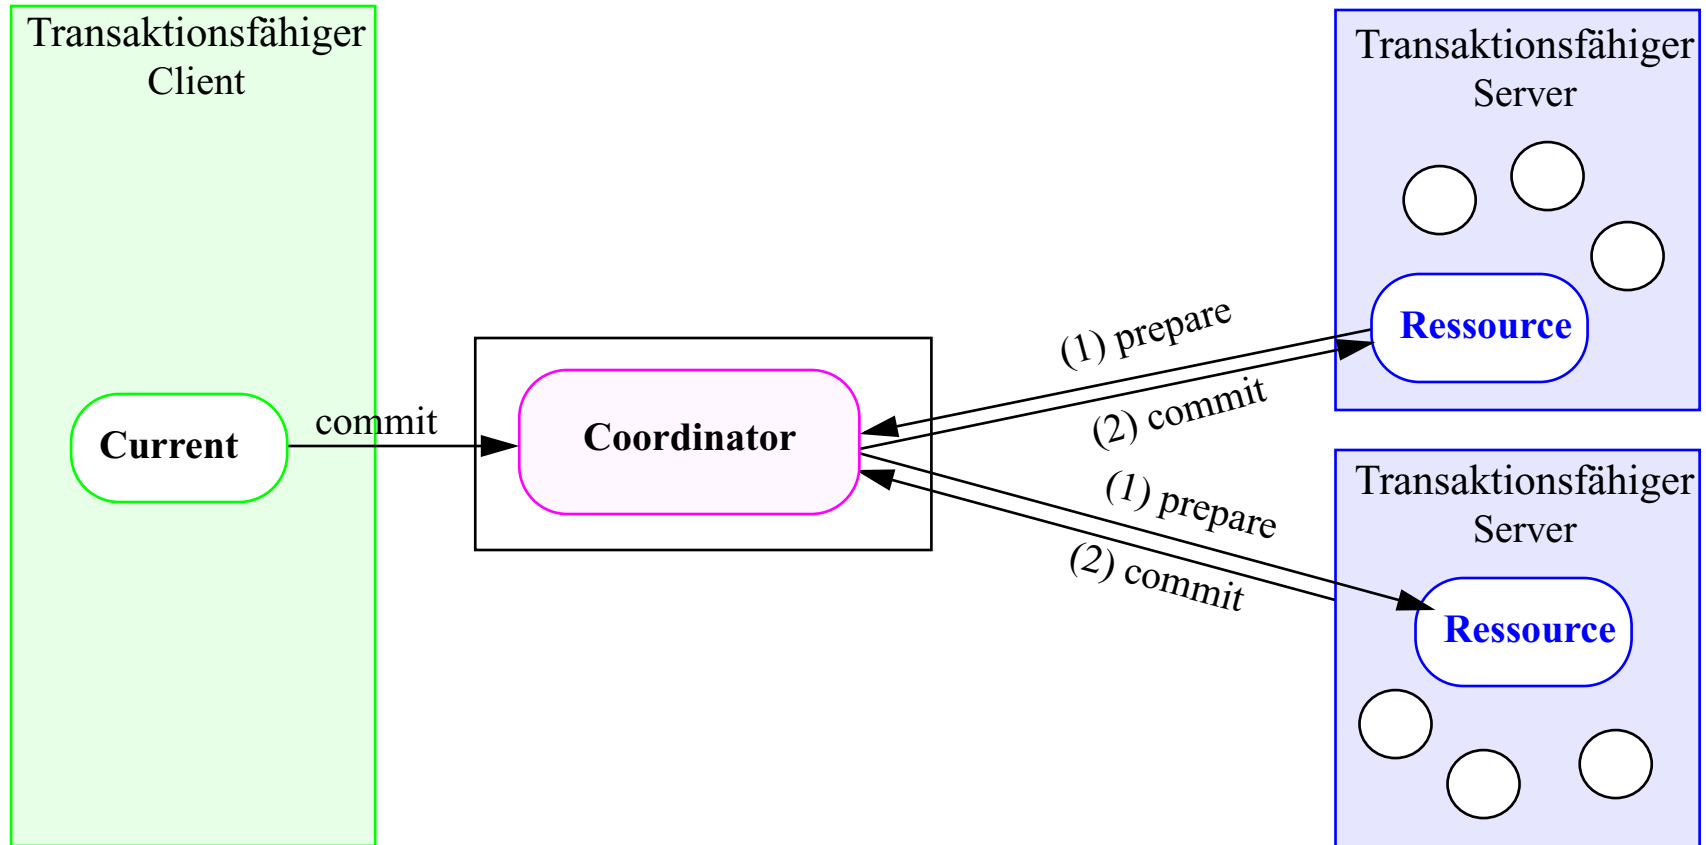 Transaktionsfähiger
Client
Current
commit
Coordinator
(1) prepare
(2) commit
(1) prepare
(2) commit
Transaktionsfähiger
Server
Ressource
Transaktionsfähiger
Server
Ressource